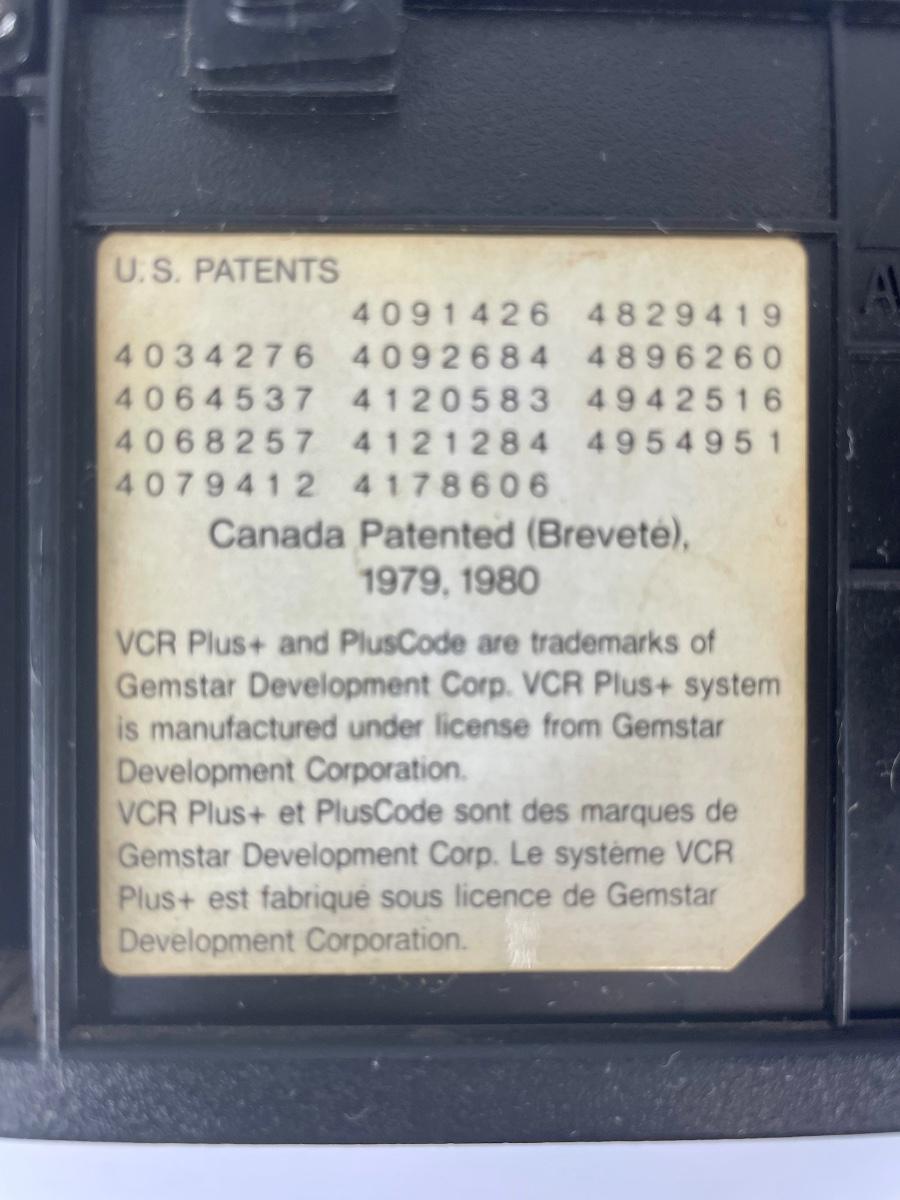 U.S. PATENTS
4091426 4829419
4034276 4092684 4896260
4064537 4120583 4942516
4068257 4121284 4954951
4079412 4178606
Canada Patented (Breveté),
1979, 1980
VCR Plus+ and PlusCode are trademarks of
Gemstar Development Corp. VCR Plus+ system
is manufactured under license from Gemstar
Development Corporation.
VCR Plus+ et PlusCode sont des marques de
Gemstar Development Corp. Le système VCR
Plus+ est fabriqué sous licence de Gemstar
Development Corporation.